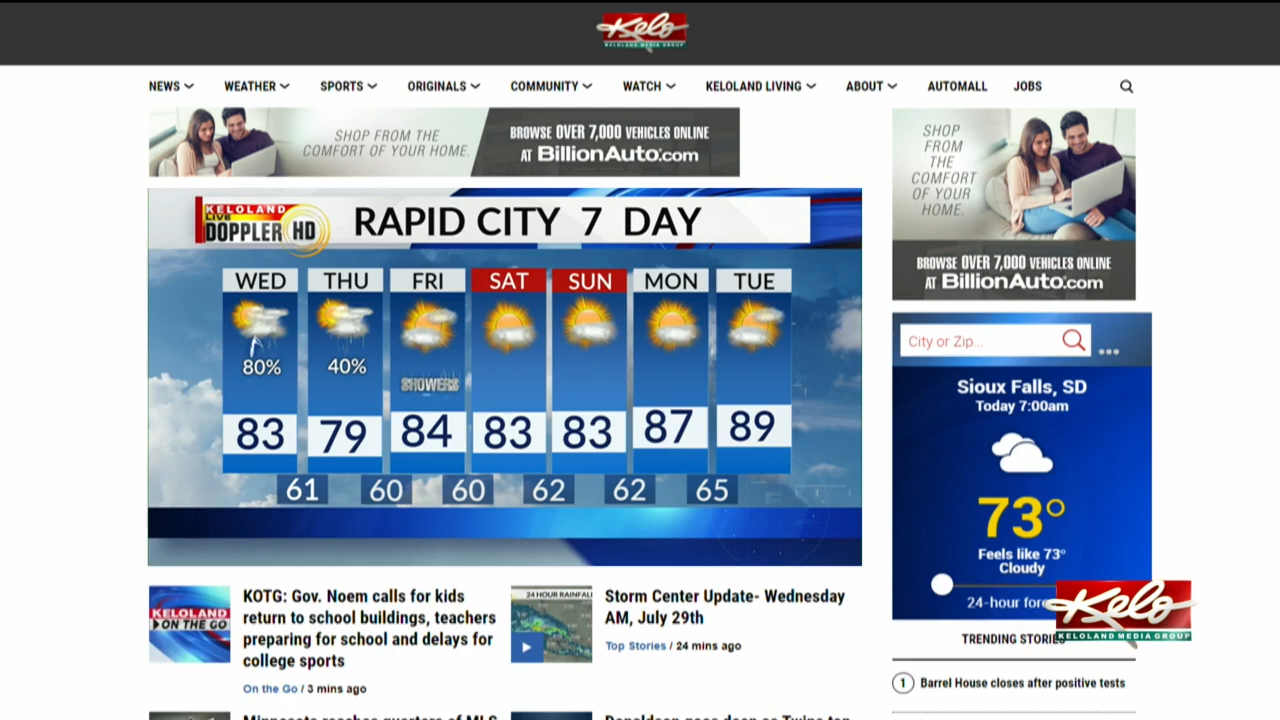 Kelo
KELOLAND MEDIA GROUP
NEWS WEATHER SPORTS ORIGINALS COMMUNITY WATCH KELOLAND LIVING ABOUT AUTOMALL JOBS
SHOP FROM THE
COMFORT OF YOUR HOME.
BROWSE OVER 7,000 VEHICLES ONLINE
AT BillionAuto.com
SHOP
FROM
THE
COMFORT
OF YOUR
HOME.
BROWSE OVER 7,000 VEHICLES ONLINE
AT BillionAuto.com
KELOLAND
LIVE
DOPPLER HD
RAPID CITY 7 DAY
WED THU FRI SAT SUN MON TUE
80% 40%
SHOWERS
83 79 84 83 83 87 89
61 60 60 62 62 65
City or Zip...
Sioux Falls, SD
Today 7:00am
73°
Feels like 73°
Cloudy
Kelo
KELOLAND MEDIA GROUP
TRENDING STORIES
1 Barrel House closes after positive tests
KELOLAND
ON THE GO
KOTG: Gov. Noem calls for kids
return to school buildings, teachers
preparing for school and delays for
college sports
On the Go / 3 mins ago
24 HOUR RAINFALL
Storm Center Update- Wednesday
AM, July 29th
Top Stories / 24 mins ago